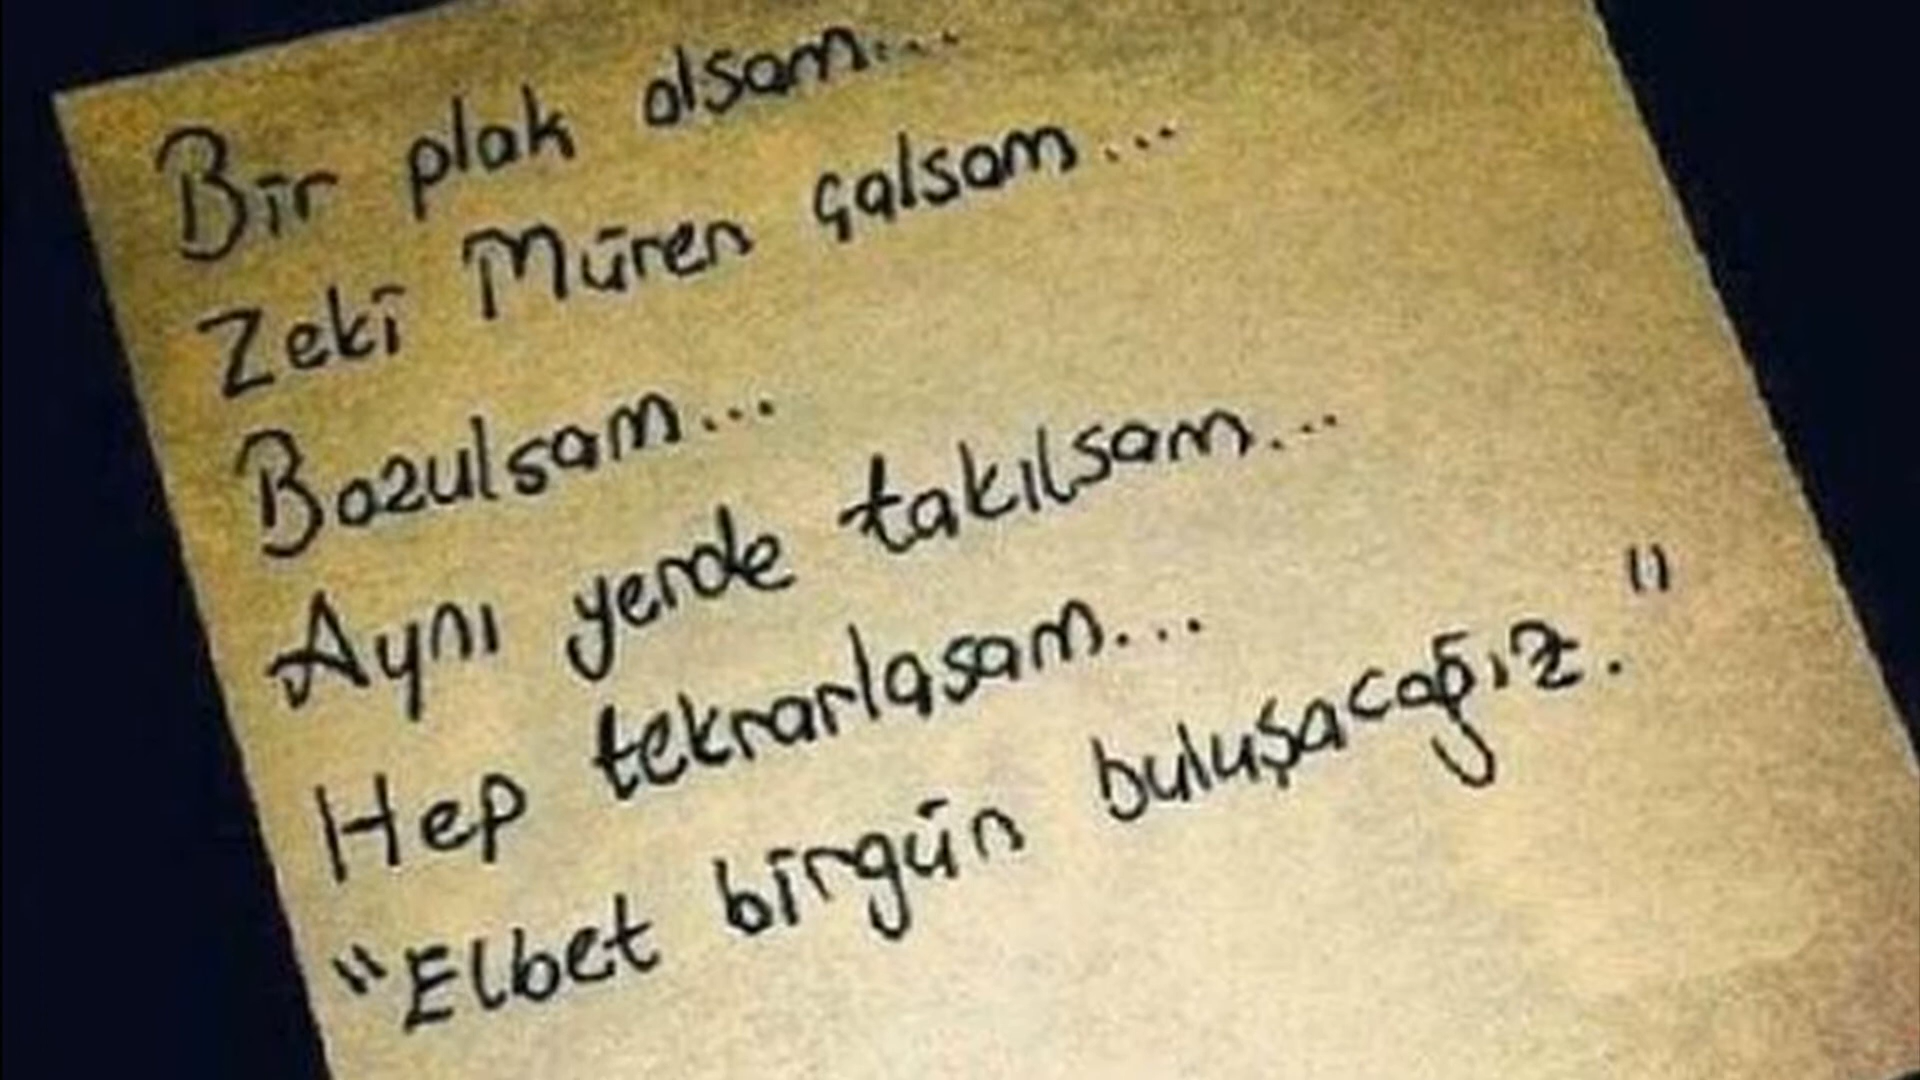 Bir plak olsam...
Zeki Müren çalsam...
Bozulsam...
Aynı yerde takılsam...
Hep tekrarlasam...
"Elbet birgün buluşacağız."